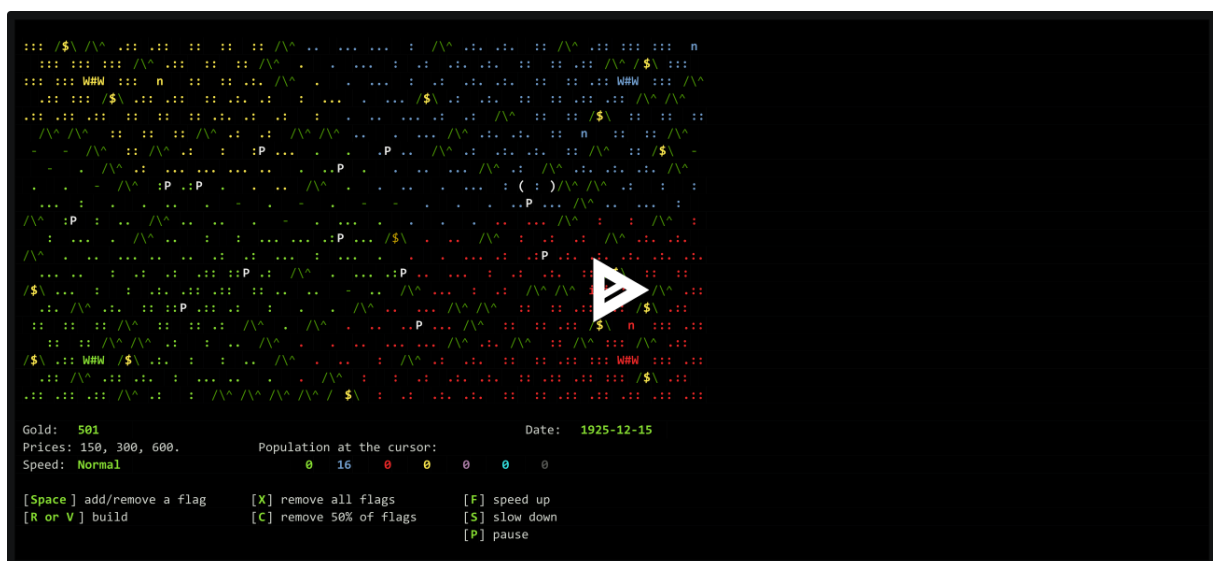 ::: /$\ /\^ .:: .:: :: :: :: :: /\^ .. ... ... : /\^ .:. .:. :: /\^ .:: ::: ::: n
::: ::: ::: /\^ .:: :: :: /\^ . . ... : .: .:. .:. :: :: .:: /\^ /$\ :::
::: ::: W#W ::: n :: :: .:. /\^ . . .. : .: .:. .:: :: :: .:: W#W ::: /\^
.:: ::: /$\ .:: :: :: .:. .: : ... . ... /$\ .: .:. :: :: .:: .:: /\^ /\^
.:: .:: .:: :: :: :: .:. .: .: : . .. ... .: .: /\^ :: :: /$\ :: :: ::
/\^ /\^ :: :: :: /\^ .: .: /\^ /\^ .. . ... /\^ .:. .:. :: n :: :: /\^
- - /\^ :: /\^ .: : :P ... . . .P .. /\^ .: .:. .:. :: /\^ :: /$\ -
- . /\^ .: ... ... ... .. . ..P . . .. ... /\^ .: /\^ .:. .:. .:. /\^
. . - /\^ :P .:P . . .. /\^ . .. .. . ... : ( : )/\^ /\^ .: : :
... : . . .. . - . - - . . ..P ... /\^ .. ... :
/\^ :P : .. /\^ .. .. . - . ... . . . .. ... /\^ : : /\^ :
: ... . /\^ .. : : ... ... .:P ... /$\ . .. /\^ : .: .: /\^ .:. .:.
/\^ . .. ... .. .. .. : : ... ... .. . . ... .: .:P .:. .:. .:. .:.
... .. : .: .: .:: ::P .: /\^ . ... .:P .. ... .: .:. $\ :: ::
/$\ ... : : .: .:: .:: :: .. .. - .. /\^ ... : .: /\^ /\^ /\^ .::
.:. /\^ .:. :: ::P .:: .: . . /\^ .. ... /\^ /\^ :: :: /$\ .::
:: :: :: /\^ :: :: .: /\^ . /\^ . .. ..P ... /\^ :: :: .:: /$\ n ::: .::
:: :: /\^ /\^ .: : .. /\^ . .. ... ... /\^ .:. /\^ :: /\^ ::: /\^ .::
/$\ .:: W#W /$\ .:. : : .. /\^ . .. : /\^ .: .:. :: :: .:: ::: W#W ::: .::
.:: /\^ .:: .:. : ... .. . . /\^ : : .: .:. .:. :: .:: .:: ::: /$\ .::
.:: .:: .:: /\^ .: : /\^ /\^ /\^ /\^ / $\ : .: .:. .:. :: :: .:: .:: .:: .::
Gold: 501 Date: 1925-12-15
Prices: 150, 300, 600. Population at the cursor:
Speed: Normal 0 16 0 0 0 0 0
[Space ] add/remove a flag [X] remove all flags [F] speed up
[R or V ] build [C] remove 50% of flags [S] slow down
[P] pause